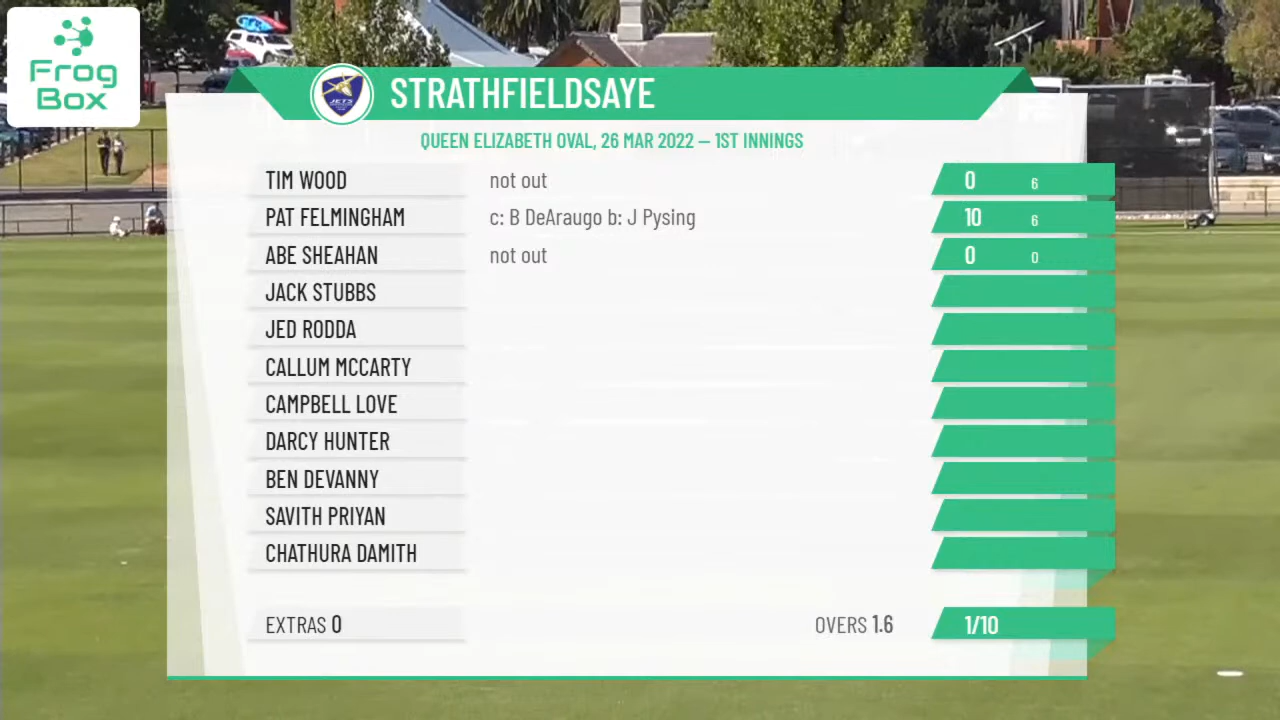 Frog
Box
JETS
STRATHFIELDSAYE
QUEEN ELIZABETH OVAL, 26 MAR 2022 – 1ST INNINGS
TIM WOOD not out 0 6
PAT FELMINGHAM c: B DeAraugo b: J Pysing 10 6
ABE SHEAHAN not out 0 0
JACK STUBBS
JED RODDA
CALLUM MCCARTY
CAMPBELL LOVE
DARCY HUNTER
BEN DEVANNY
SAVITH PRIYAN
CHATHURA DAMITH
EXTRAS 0 OVERS 1.6 1/10